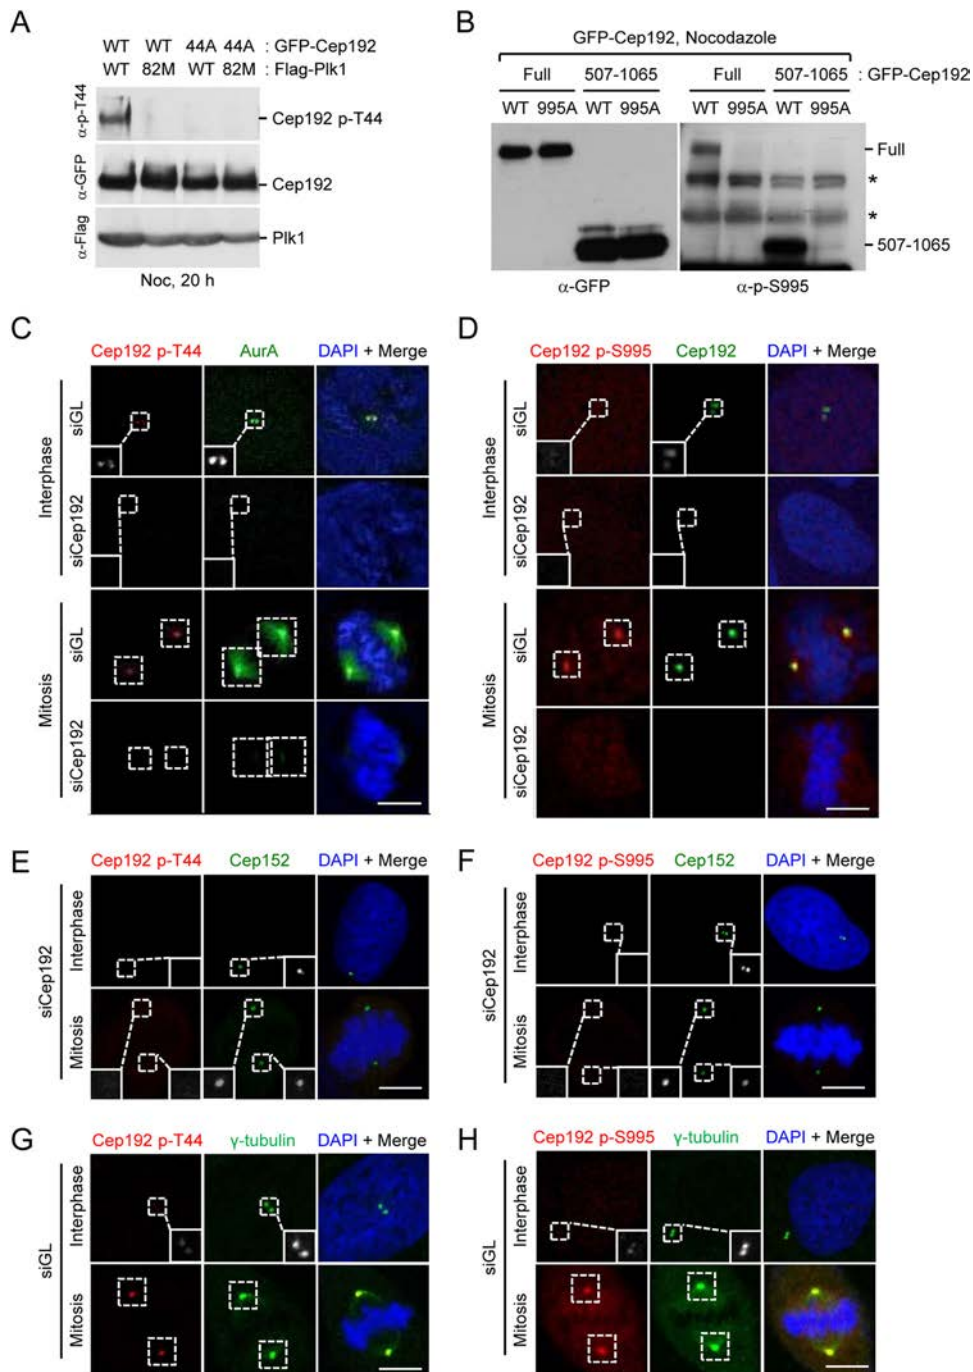 A
WT WT 44A 44A : GFP-Cep192
WT 82M WT 82M : Flag-Plk1
α-p-T44
Cep192 p-T44
α-GFP
Cep192
α-Flag
Plk1
Noc, 20 h
B
GFP-Cep192, Nocodazole
Full 507-1065 Full 507-1065 : GFP-Cep192
WT 995A WT 995A WT 995A WT 995A
Full
*
*
507-1065
α-GFP α-p-S995
C
Cep192 p-T44 AurA DAPI + Merge
Interphase
siGL
siCep192
Mitosis
siGL
siCep192
D
Cep192 p-S995 Cep192 DAPI + Merge
Interphase
siGL
siCep192
Mitosis
siGL
siCep192
E
Cep192 p-T44 Cep152 DAPI + Merge
siCep192
Interphase
Mitosis
F
Cep192 p-S995 Cep152 DAPI + Merge
siCep192
Interphase
Mitosis
G
Cep192 p-T44 γ-tubulin DAPI + Merge
siGL
Interphase
Mitosis
H
Cep192 p-S995 γ-tubulin DAPI + Merge
siGL
Interphase
Mitosis